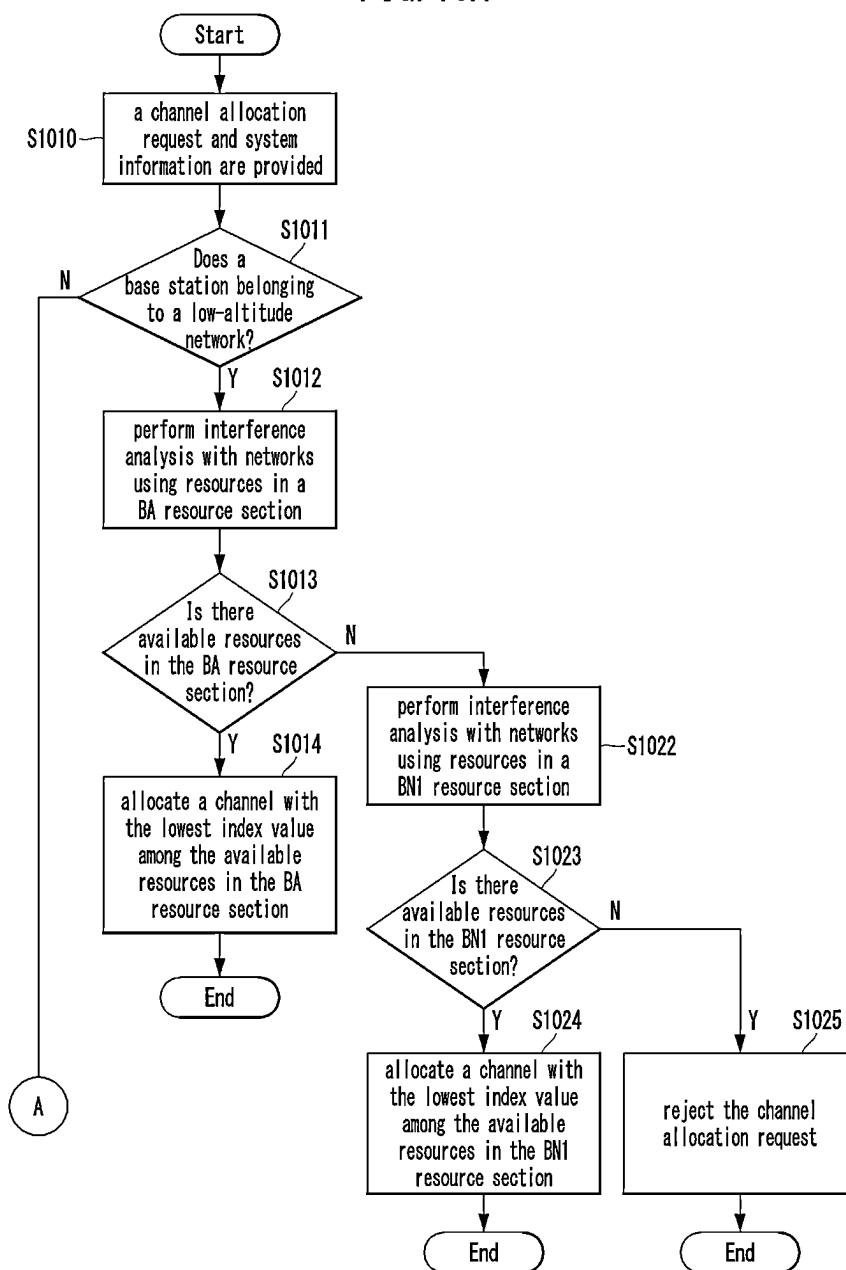 Start
S1010
a channel allocation
request and system
information are provided
S1011
N
Does a
base station belonging
to a low-altitude
network?
Y
S1012
perform interference
analysis with networks
using resources in a
BA resource section
S1013
Is there
available resources
in the BA resource
section?
N
Y
S1014
allocate a channel with
the lowest index value
among the available
resources in the BA
resource section
End
perform interference
analysis with networks
using resources in a
BN1 resource section
S1022
S1023
Is there
available resources
in the BN1 resource
section?
N
Y
S1024
allocate a channel with
the lowest index value
among the available
resources in the BN1
resource section
End
Y
S1025
reject the channel
allocation request
End
A